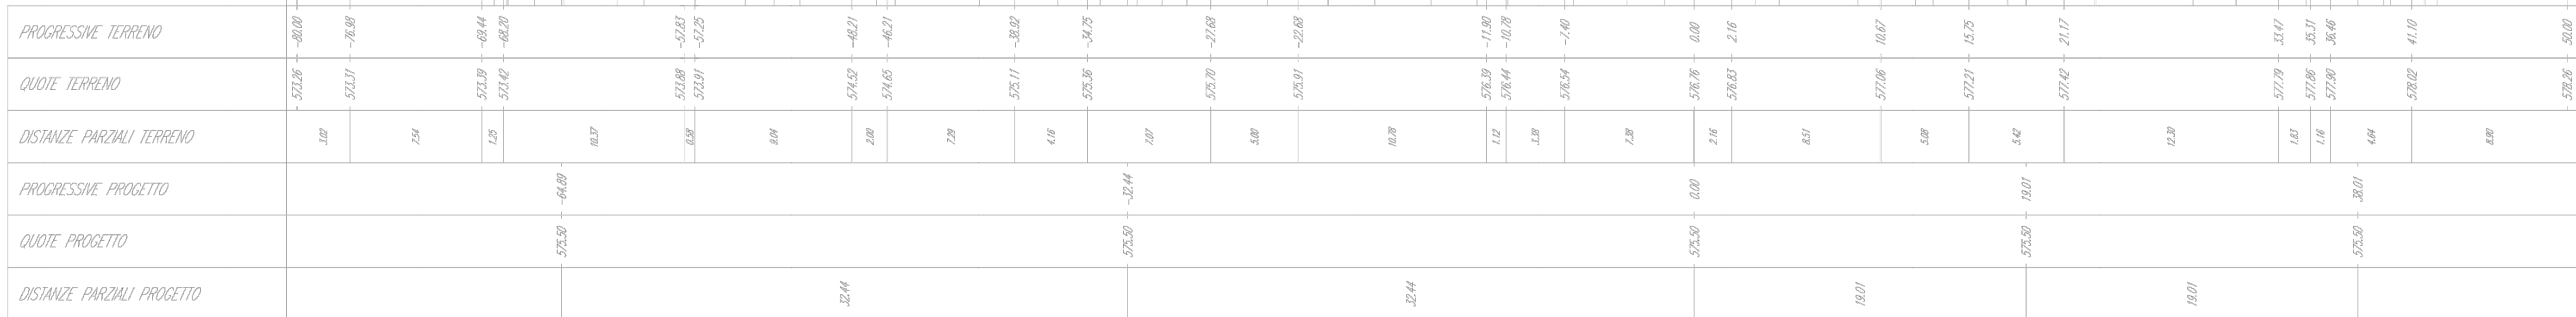 PROGRESSIVE TERRENO -80.00 -76.98 -69.44 -68.20 -57.83 -57.25 -48.21 -46.21 -38.92 -34.75 -27.68 -22.68 -11.90 -10.78 -7.40 0.00 2.16 10.67 15.75 21.17 33.47 35.31 36.46 41.10 50.00
QUOTE TERRENO 573.26 573.31 573.39 573.42 573.88 573.91 574.52 574.65 575.11 575.36 575.70 575.91 576.39 576.44 576.54 576.76 576.83 577.06 577.21 577.42 577.79 577.86 577.90 578.02 578.26
DISTANZE PARZIALI TERRENO 3.02 7.54 1.25 10.37 0.58 9.04 2.00 7.29 4.16 7.07 5.00 10.78 1.12 3.38 7.39 2.16 8.51 5.08 5.42 12.30 1.83 1.16 4.64 8.90
PROGRESSIVE PROGETTO -64.89 -32.44 0.00 19.01 38.01
QUOTE PROGETTO 575.50 575.50 575.50 575.50 575.50
DISTANZE PARZIALI PROGETTO 32.44 32.44 19.01 19.01